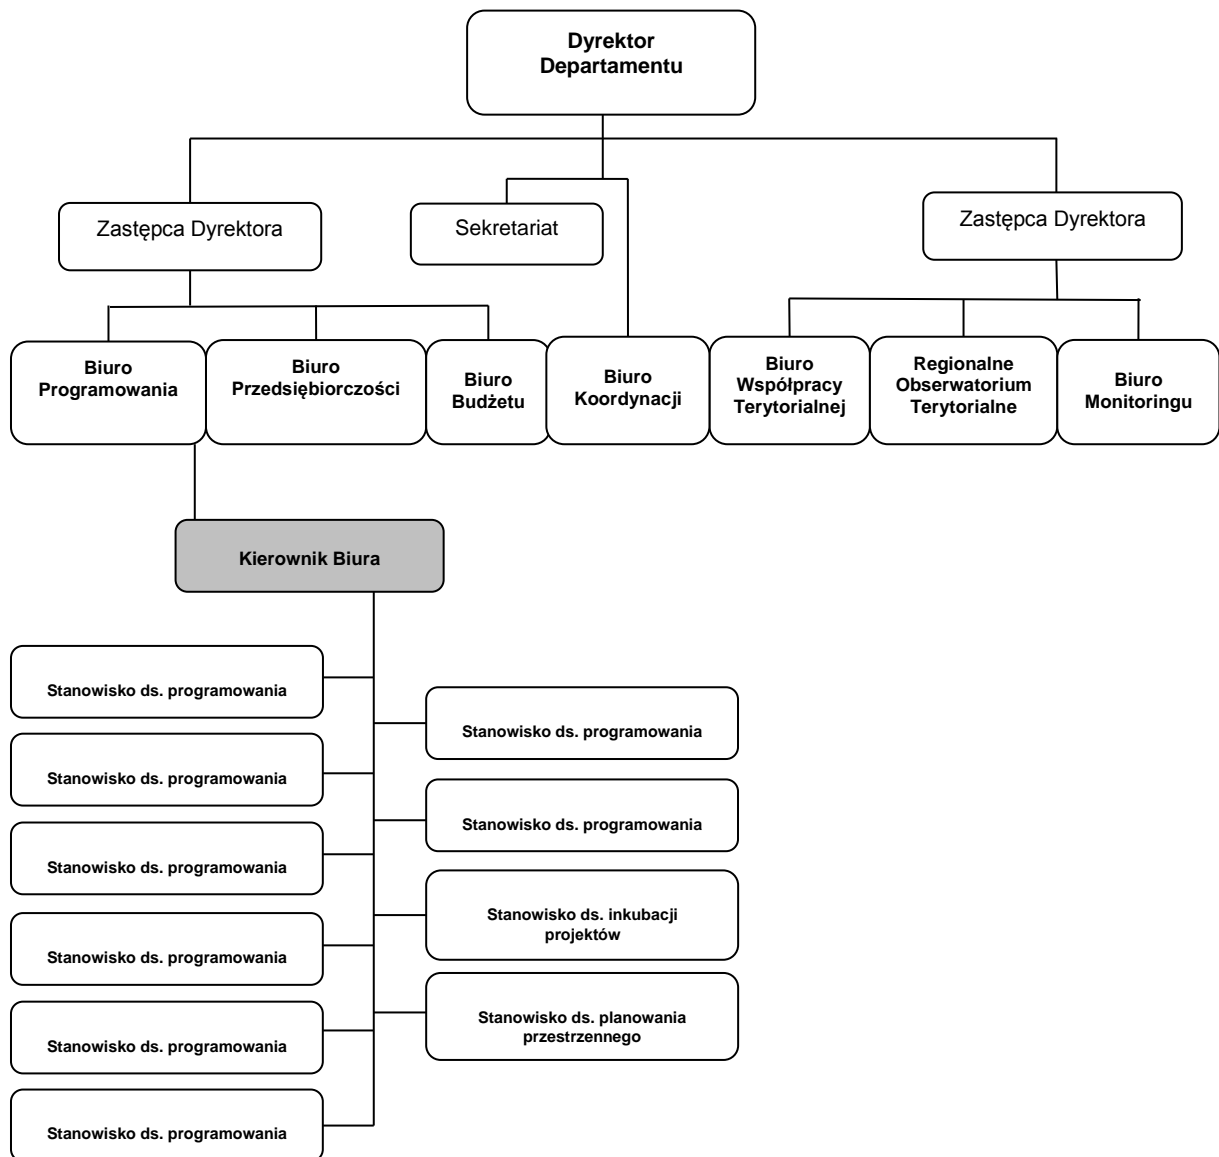 Dyrektor
Departamentu
Zastępca Dyrektora
Sekretariat
Zastępca Dyrektora
Biuro
Programowania
Biuro
Przedsiębiorczości
Biuro
Budżetu
Biuro
Koordynacji
Biuro
Współpracy
Terytorialnej
Regionalne
Obserwatorium
Terytorialne
Biuro
Monitoringu
Kierownik Biura
Stanowisko ds. programowania
Stanowisko ds. programowania
Stanowisko ds. programowania
Stanowisko ds. programowania
Stanowisko ds. programowania
Stanowisko ds. programowania
Stanowisko ds. programowania
Stanowisko ds. programowania
Stanowisko ds. inkubacji
projektów
Stanowisko ds. planowania
przestrzennego